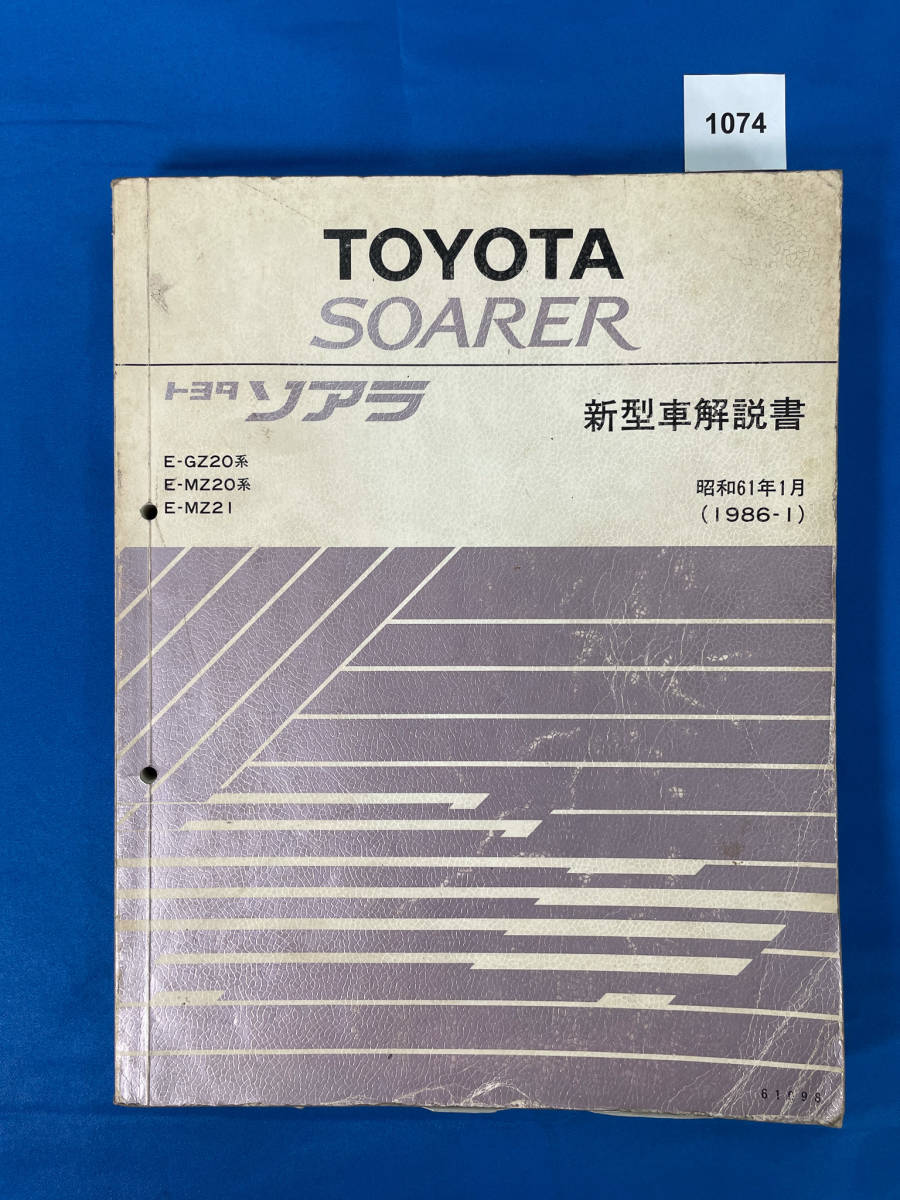 1074
TOYOTA
SOARER
トヨタ ソアラ
新型車解説書
E-GZ20系
E-MZ20系
E-MZ21
昭和61年1月
(1986-1)